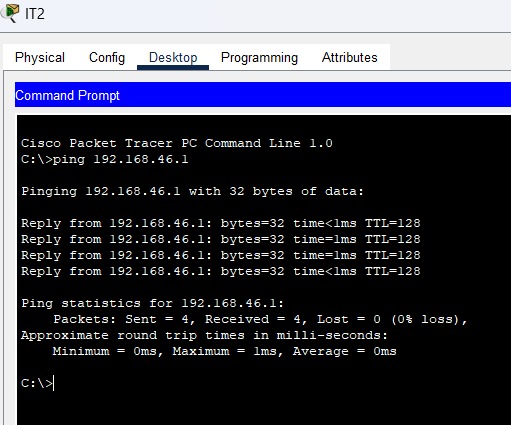 IT2
Physical Config Desktop Programming Attributes
Command Prompt
Cisco Packet Tracer PC Command Line 1.0
C:\>ping 192.168.46.1
Pinging 192.168.46.1 with 32 bytes of data:
Reply from 192.168.46.1: bytes=32 time<1ms TTL=128
Reply from 192.168.46.1: bytes=32 time=1ms TTL=128
Reply from 192.168.46.1: bytes=32 time<1ms TTL=128
Reply from 192.168.46.1: bytes=32 time<1ms TTL=128
Ping statistics for 192.168.46.1:
Packets: Sent = 4, Received = 4, Lost = 0 (0% loss),
Approximate round trip times in milli-seconds:
Minimum = 0ms, Maximum = 1ms, Average = 0ms
C:\>